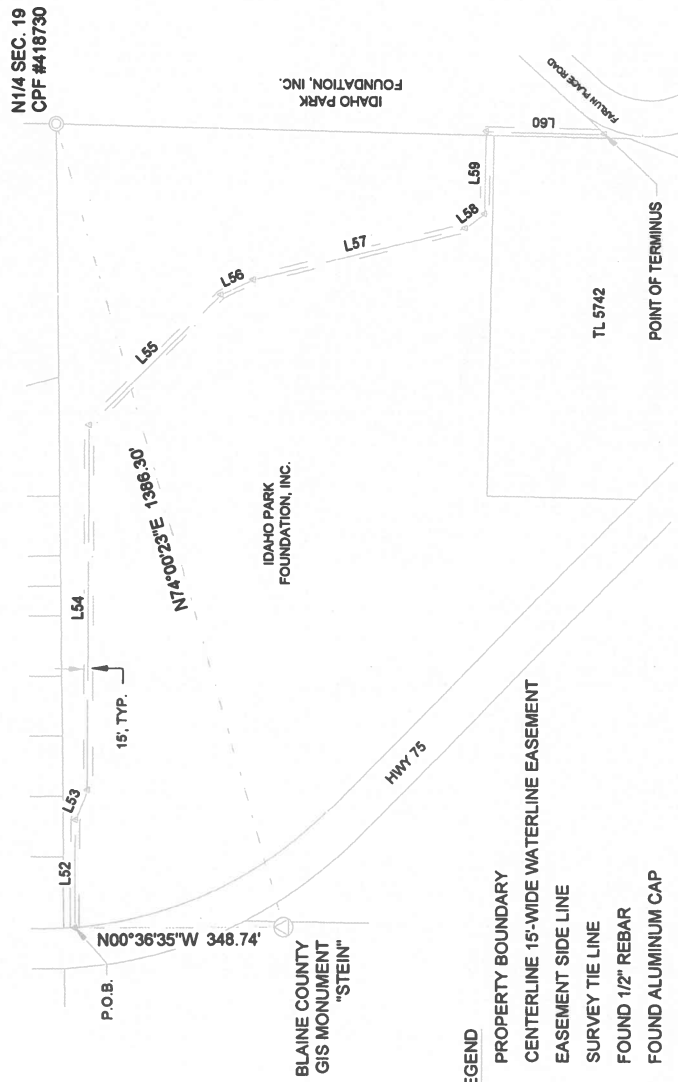 N1/4 SEC. 19
CPF #418730
IDAHO PARK
FOUNDATION, INC.
FARLUN PLACE ROAD
L60
L59
L58
L57
L56
L55
TL 5742
POINT OF TERMINUS
N74°00'23"E 1386.30'
IDAHO PARK
FOUNDATION, INC.
L54
15', TYP.
L53
L52
HWY 75
N00°36'35"W 348.74'
P.O.B.
BLAINE COUNTY
GIS MONUMENT
"STEIN"
EGEND
PROPERTY BOUNDARY
CENTERLINE 15'-WIDE WATERLINE EASEMENT
EASEMENT SIDE LINE
SURVEY TIE LINE
FOUND 1/2" REBAR
FOUND ALUMINUM CAP